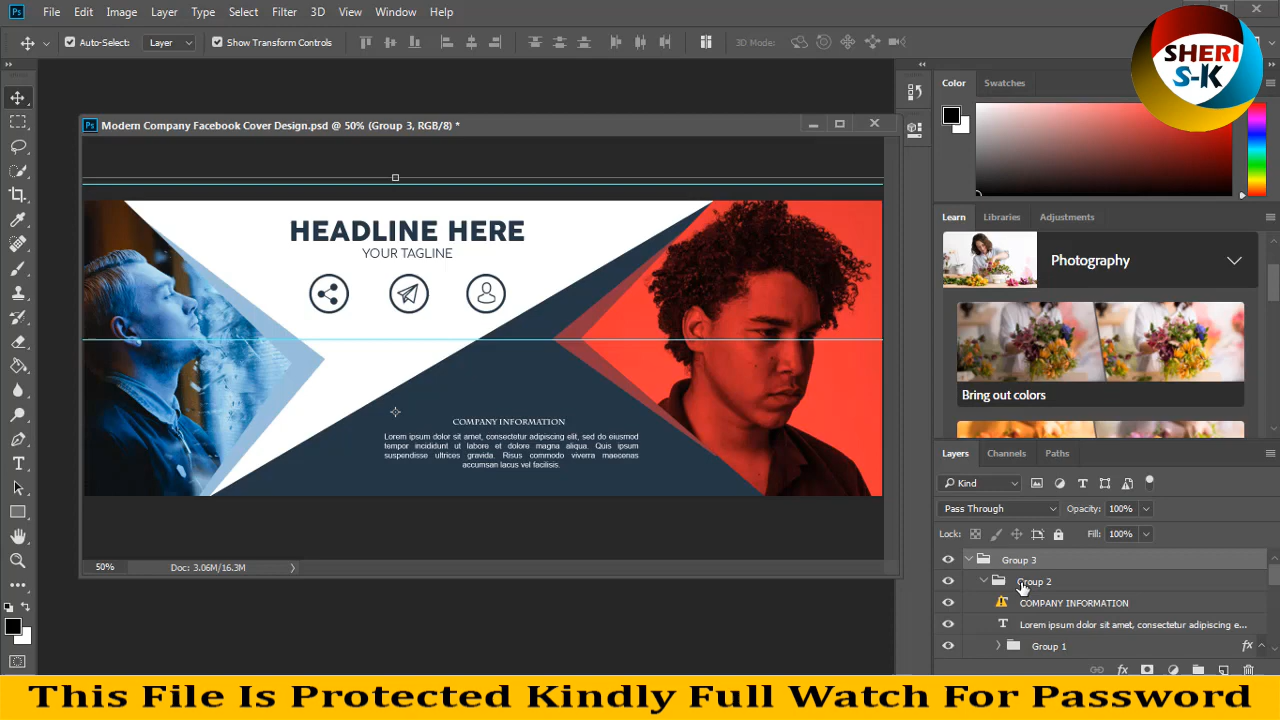 Ps
File Edit Image Layer Type Select Filter 3D View Window Help
Auto-Select: Layer Show Transform Controls 3D Mode:
SHERI
S-K
Color Swatches
Ps Modern Company Facebook Cover Design.psd @ 50% (Group 3, RGB/8) *
HEADLINE HERE
YOUR TAGLINE
COMPANY INFORMATION
Lorem ipsum dolor sit amet, consectetur adipiscing elit, sed do eiusmod
tempor incididunt ut labore et dolore magna aliqua. Quis ipsum
suspendisse ultrices gravida. Risus commodo viverra maecenas
accumsan lacus vel facilisis.
50% Doc: 3.06M/16.3M
Learn Libraries Adjustments
Photography
Bring out colors
Layers Channels Paths
Kind
Pass Through Opacity: 100%
Lock: Fill: 100%
Group 3
Group 2
COMPANY INFORMATION
T Lorem ipsum dolor sit amet, consectetur adipiscing e...
Group 1 fx
fx
This File Is Protected Kindly Full Watch For Password